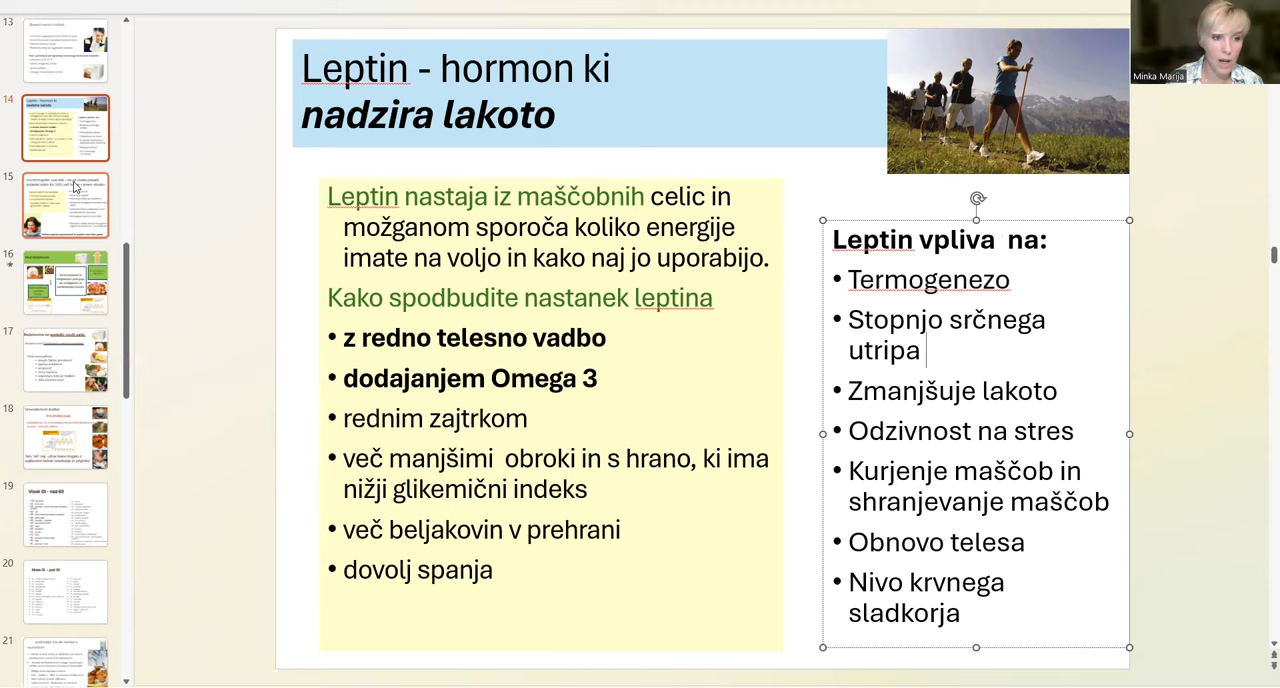 13
14
15
16
17
18
19
20
21
Leptin - hormon ki
nadzira lakoto
Minka Marija
Leptin nastaja iz maščobnih celic in
možganom sporoča koliko energije
imate na voljo in kako naj jo uporabijo.
Kako spodbudite nastanek leptina
• z redno telesno vadbo
• dodajanjem Omega 3
• rednim zajtrkom
• več manjšimi obroki in s hrano, ki ima
nižji glikemični indeks
• več beljakovin v prehrani
• dovolj spanja
Leptin vpliva na:
• Termogenezo
• Stopnjo srčnega
utripa
• Zmanjšuje lakoto
• Odzivnost na stres
• Kurjenje maščob in
shranjevanje maščob
• Obnovo telesa
• Nivo krvnega
sladkorja